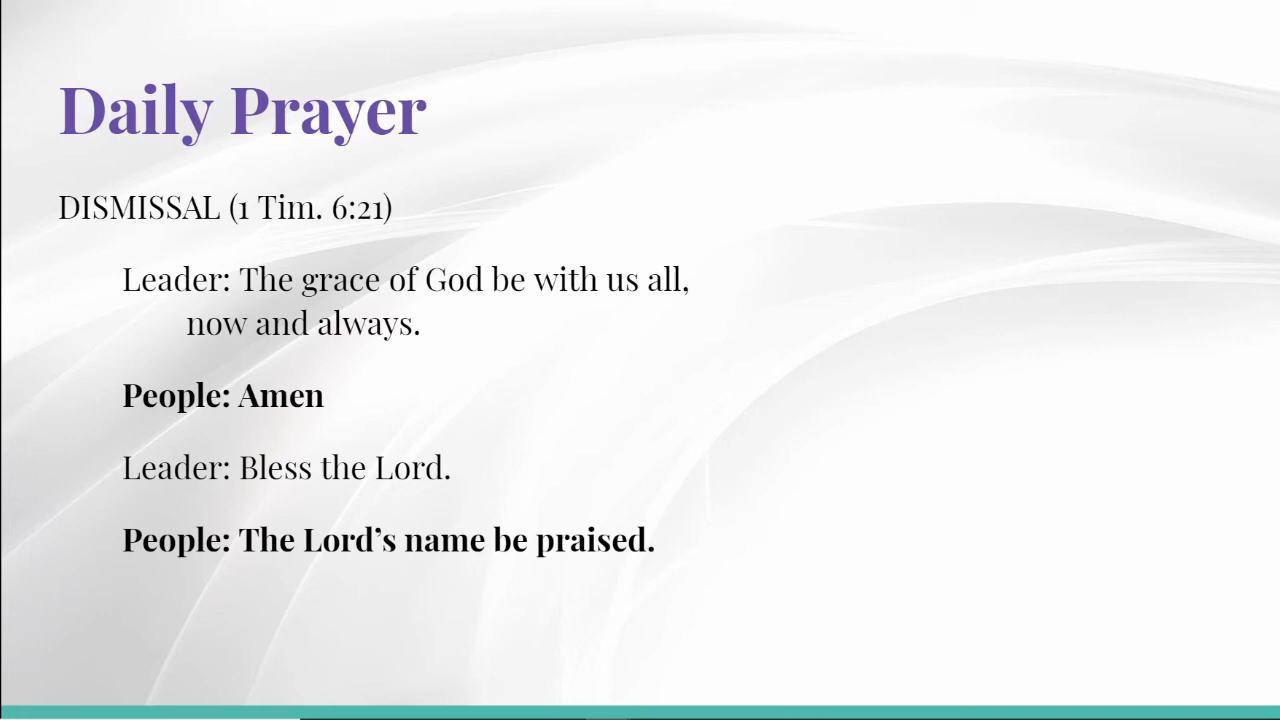 Daily Prayer
DISMISSAL (1 Tim. 6:21)
Leader: The grace of God be with us all,
now and always.
People: Amen
Leader: Bless the Lord.
People: The Lord’s name be praised.